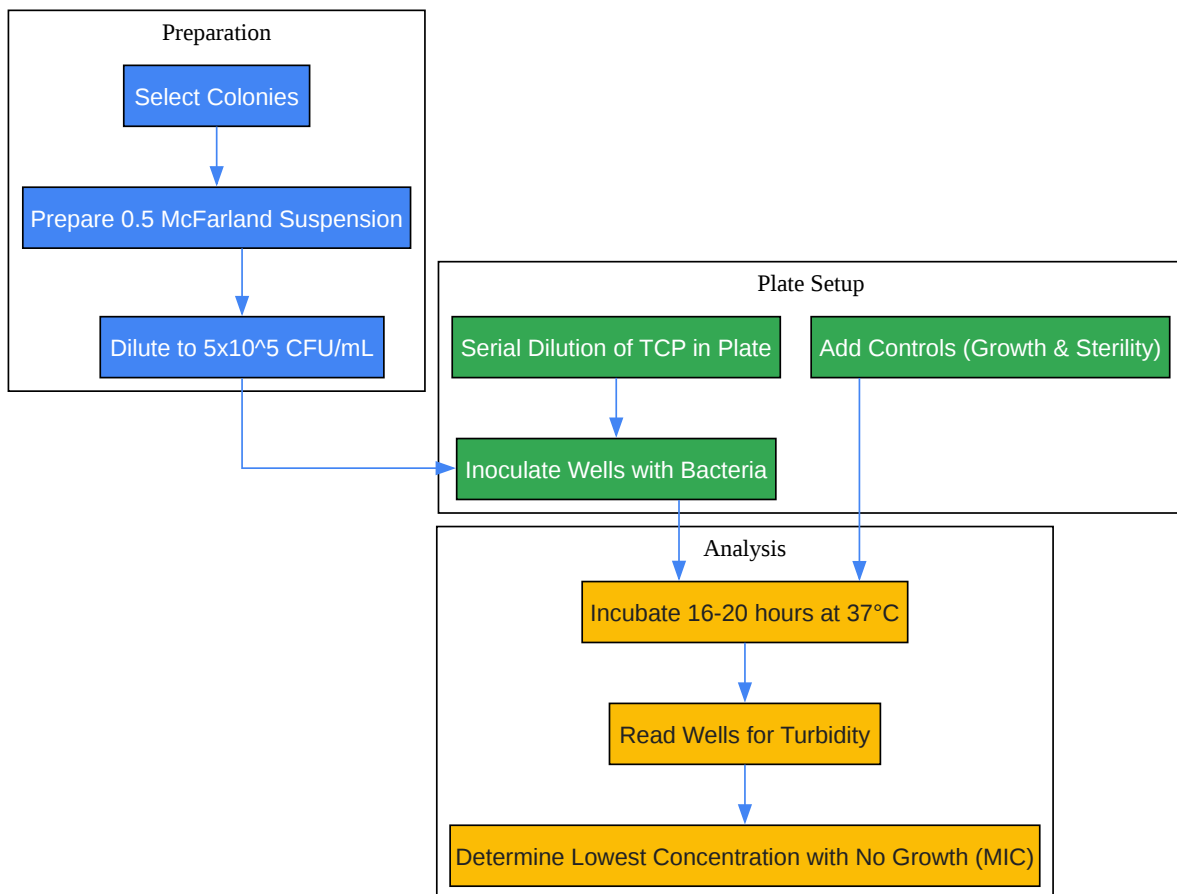 Preparation
Select Colonies
Prepare 0.5 McFarland Suspension
Dilute to 5x10^5 CFU/mL
Plate Setup
Serial Dilution of TCP in Plate
Add Controls (Growth & Sterility)
Inoculate Wells with Bacteria
Analysis
Incubate 16-20 hours at 37°C
Read Wells for Turbidity
Determine Lowest Concentration with No Growth (MIC)